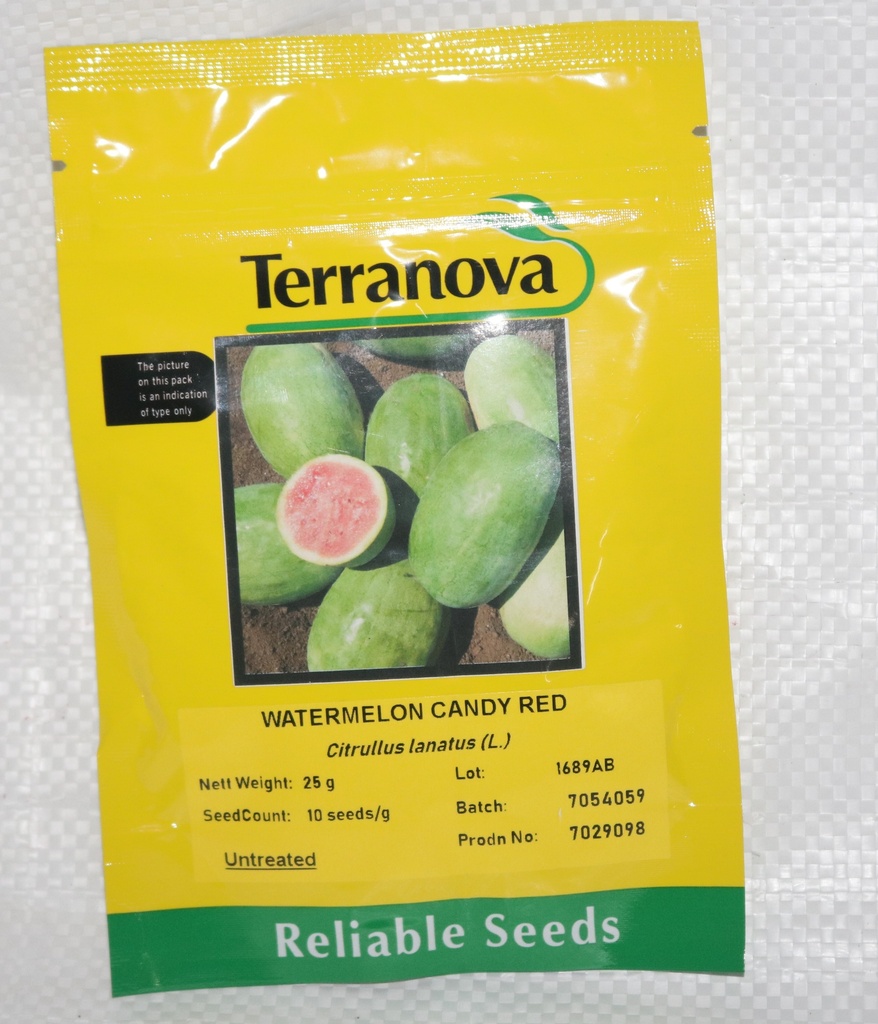 Terranova
The picture
on this pack
is an indication
of type only
WATERMELON CANDY RED
Citrullus lanatus (L.)
Nett Weight: 25 g
SeedCount: 10 seeds/g
Untreated
Lot: 1689AB
Batch: 7054059
Prodn No: 7029098
Reliable Seeds